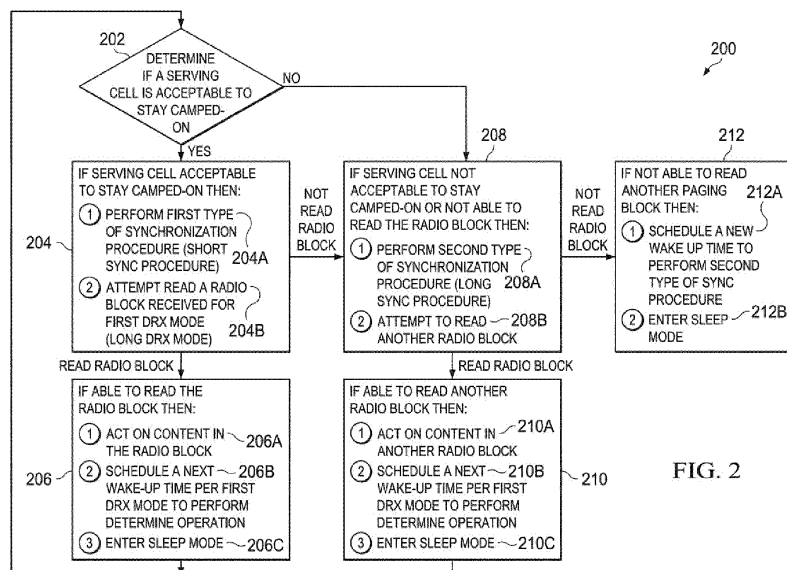 202
DETERMINE
IF A SERVING
CELL IS ACCEPTABLE TO
STAY CAMPED-
ON
NO
YES
200
204
IF SERVING CELL ACCEPTABLE
TO STAY CAMPED-ON THEN:
1 PERFORM FIRST TYPE
OF SYNCHRONIZATION
PROCEDURE (SHORT
SYNC PROCEDURE)
204A
2 ATTEMPT READ A RADIO
BLOCK RECEIVED FOR
FIRST DRX MODE
(LONG DRX MODE)
204B
NOT
READ
RADIO
BLOCK
208
IF SERVING CELL NOT
ACCEPTABLE TO STAY
CAMPED-ON OR NOT ABLE TO
READ THE RADIO BLOCK THEN:
1 PERFORM SECOND TYPE
OF SYNCHRONIZATION
PROCEDURE (LONG
SYNC PROCEDURE)
208A
2 ATTEMPT TO READ 208B
ANOTHER RADIO BLOCK
NOT
READ
RADIO
BLOCK
212
IF NOT ABLE TO READ
ANOTHER PAGING
BLOCK THEN:
212A
1 SCHEDULE A NEW
WAKE UP TIME TO
PERFORM SECOND
TYPE OF SYNC
PROCEDURE
2 ENTER SLEEP 212B
MODE
READ RADIO BLOCK
READ RADIO BLOCK
206
IF ABLE TO READ THE
RADIO BLOCK THEN:
1 ACT ON CONTENT IN 206A
THE RADIO BLOCK
2 SCHEDULE A NEXT 206B
WAKE-UP TIME PER FIRST
DRX MODE TO PERFORM
DETERMINE OPERATION
3 ENTER SLEEP MODE 206C
IF ABLE TO READ ANOTHER
RADIO BLOCK THEN:
1 ACT ON CONTENT IN 210A
ANOTHER RADIO BLOCK
2 SCHEDULE A NEXT 210B
WAKE-UP TIME PER FIRST
DRX MODE TO PERFORM
DETERMINE OPERATION
3 ENTER SLEEP MODE 210C
210
FIG. 2